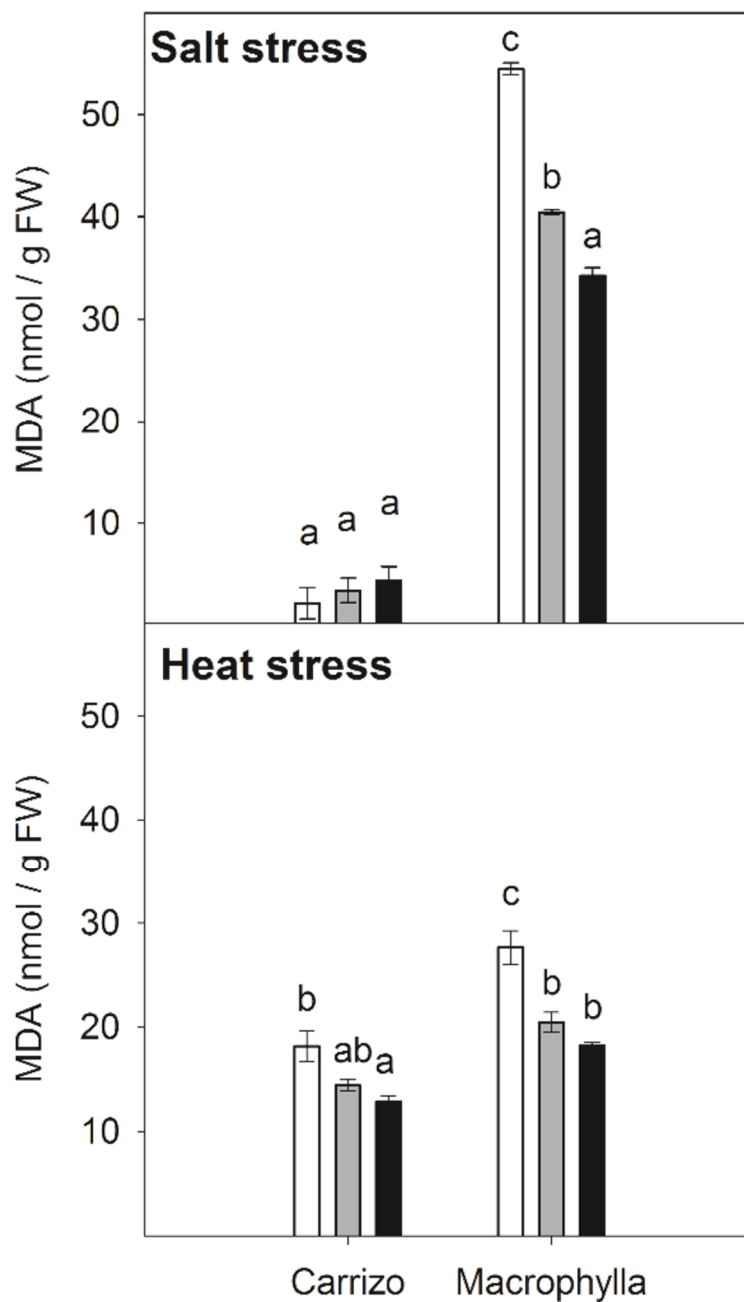 Salt stress
c
50
b
40
a
MDA (nmol / g FW)
30
20
a a a
10
Heat stress
50
40
MDA (nmol / g FW)
c
30
b b b
20
ab a
10
Carrizo Macrophylla